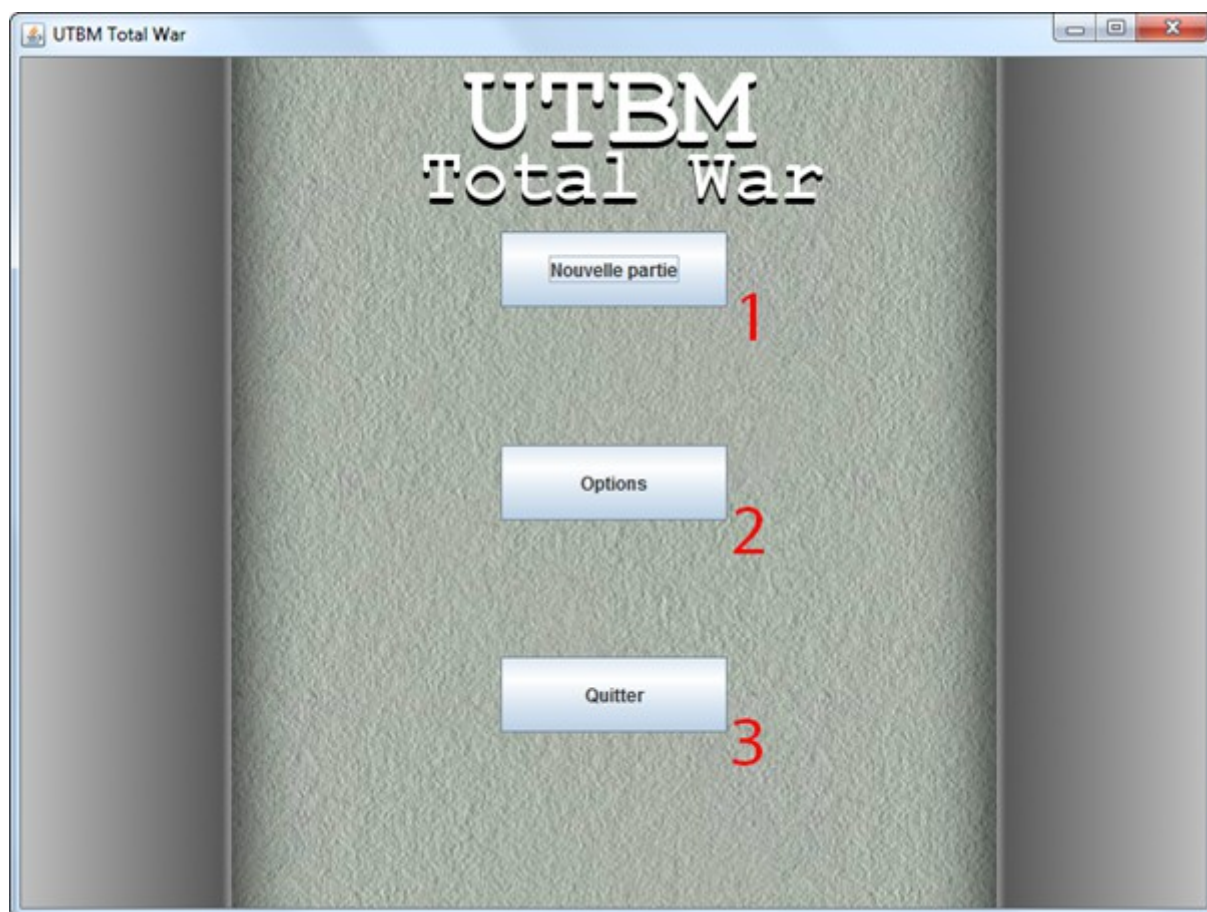 UTBM Total War
UTBM
Total War
Nouvelle partie
1
Options
2
Quitter
3